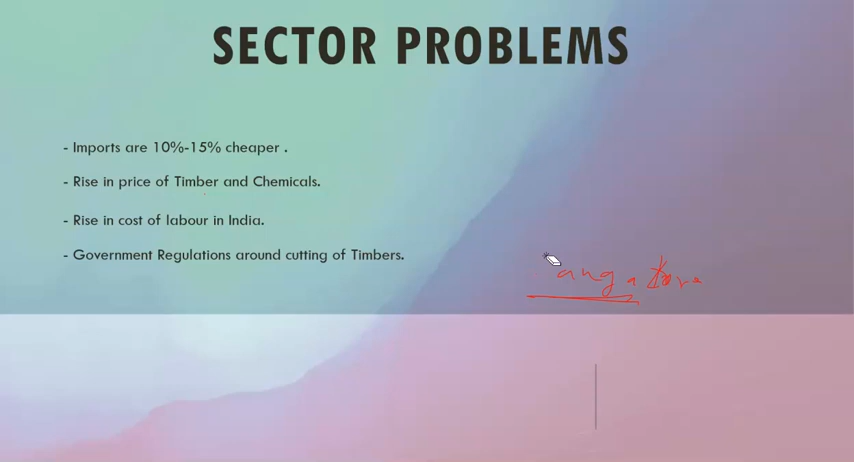 SECTOR PROBLEMS
- Imports are 10%-15% cheaper .
- Rise in price of Timber and Chemicals.
- Rise in cost of labour in India.
- Government Regulations around cutting of Timbers.